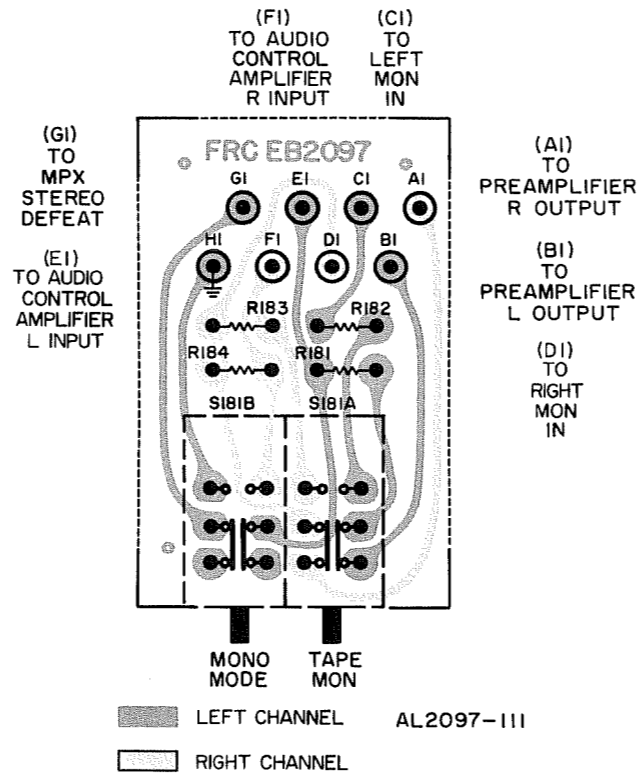 (F1)
TO AUDIO
CONTROL
AMPLIFIER
R INPUT
(C1)
TO
LEFT
MON
IN
(G1)
TO
MPX
STEREO
DEFEAT
(E1)
TO AUDIO
CONTROL
AMPLIFIER
L INPUT
FRC EB2097
G1 E1 C1 A1
H1 F1 D1 B1
R183 R182
R184 R181
S181B S181A
(A1)
TO
PREAMPLIFIER
R OUTPUT
(B1)
TO
PREAMPLIFIER
L OUTPUT
(D1)
TO
RIGHT
MON
IN
MONO
MODE
TAPE
MON
LEFT CHANNEL
AL2097-111
RIGHT CHANNEL